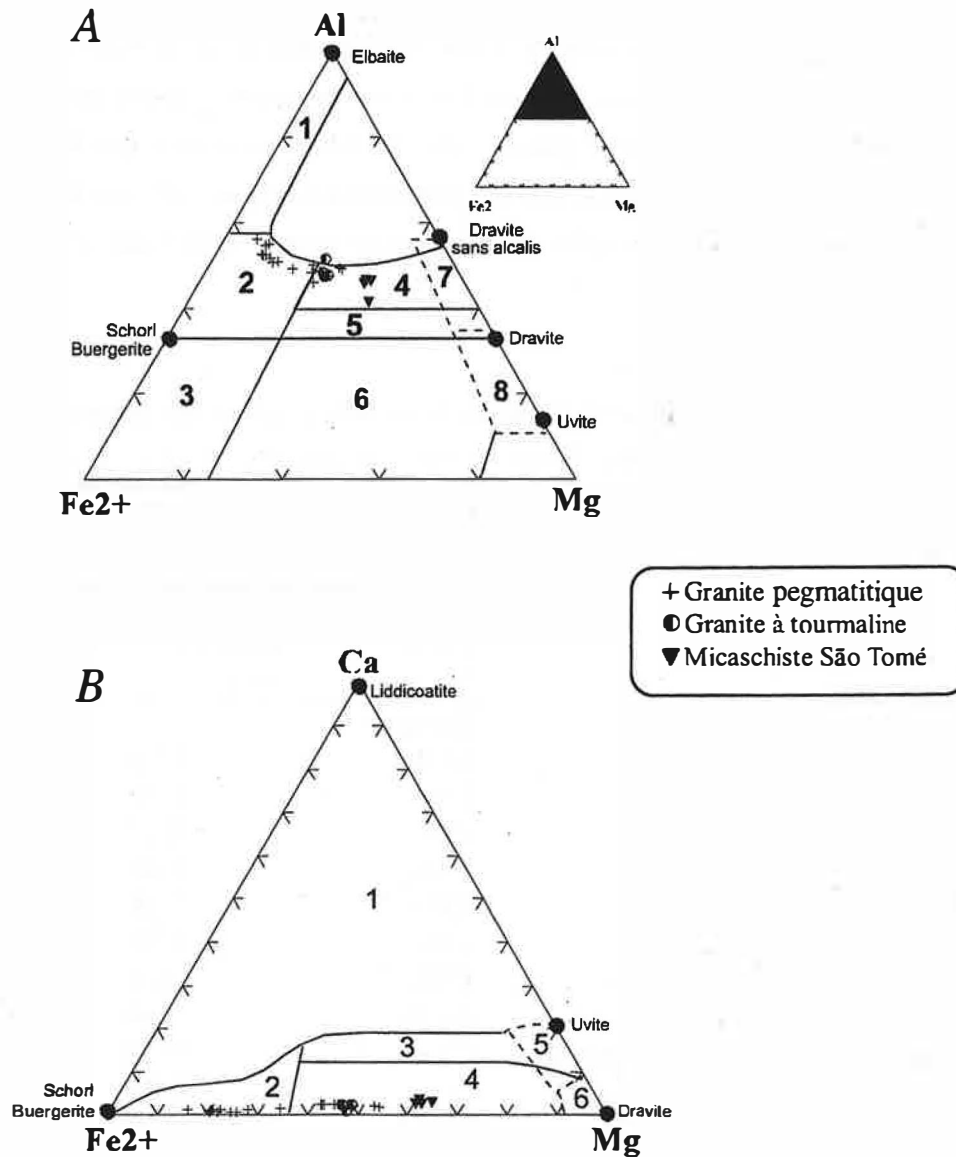 A
Al
Elbaite
1
Al
Fe2
Mg
Dravite
sans alcalis
2
4
7
5
Schorl
Buergerite
Dravite
3
6
8
Uvite
Fe2+
Mg
+ Granite pegmatitique
Granite à tourmaline
▼ Micaschiste São Tomé
B
Ca
Liddicoatite
1
Uvite
3
5
2
4
6
Schorl
Buergerite
Dravite
Fe2+
Mg